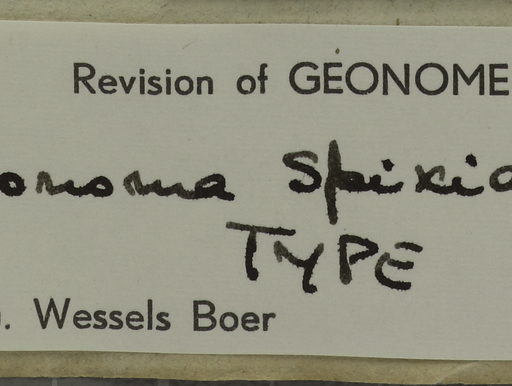 Revision of GEONOME
onoma Spixia
TYPE
. Wessels Boer